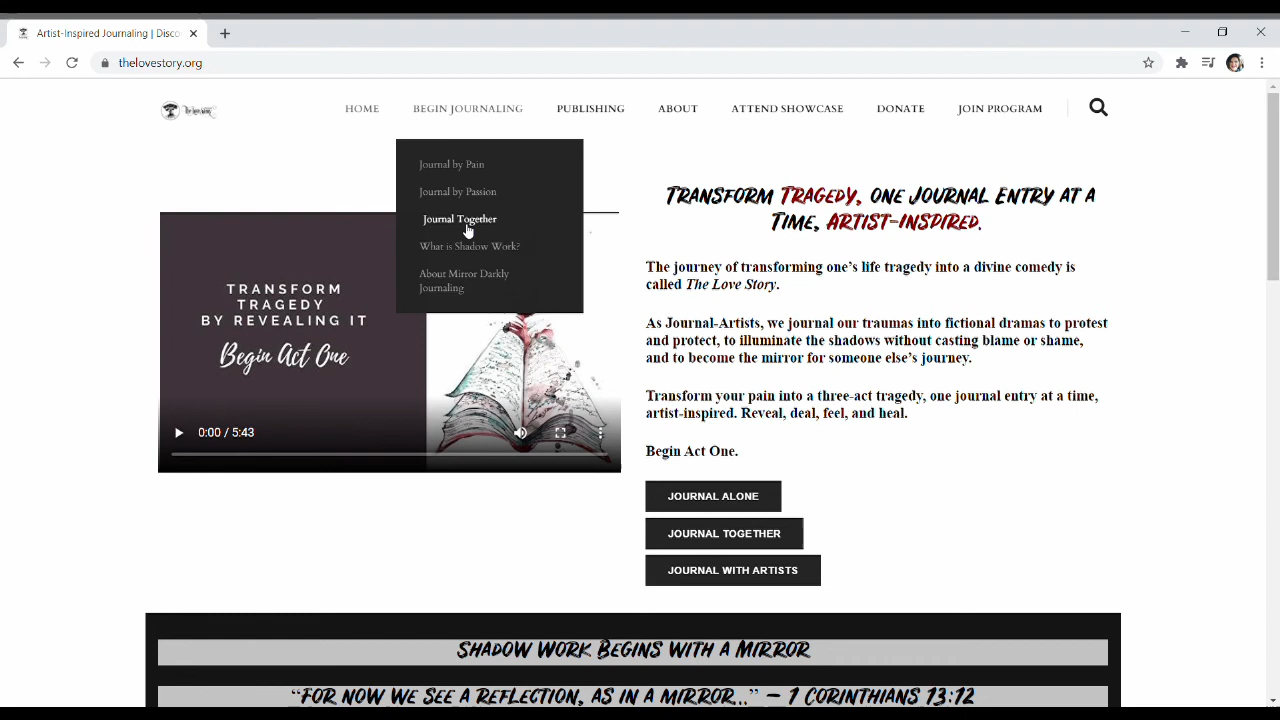 Artist-Inspired Journaling | Disco
thelovestory.org
The Love Story
HOME BEGIN JOURNALING PUBLISHING ABOUT ATTEND SHOWCASE DONATE JOIN PROGRAM
Journal by Pain
Journal by Passion
Journal Together
What is Shadow Work?
About Mirror Darkly
Journaling
TRANSFORM
TRAGEDY
BY REVEALING IT
Begin Act One
0:00 / 5:43
TRANSFORM TRAGEDY, ONE JOURNAL ENTRY AT A
TIME, ARTIST-INSPIRED.
The journey of transforming one's life tragedy into a divine comedy is
called The Love Story.
As Journal-Artists, we journal our traumas into fictional dramas to protest
and protect, to illuminate the shadows without casting blame or shame,
and to become the mirror for someone else's journey.
Transform your pain into a three-act tragedy, one journal entry at a time,
artist-inspired. Reveal, deal, feel, and heal.
Begin Act One.
JOURNAL ALONE
JOURNAL TOGETHER
JOURNAL WITH ARTISTS
SHADOW WORK BEGINS WITH A MIRROR
“FOR NOW WE SEE A REFLECTION, AS IN A MIRROR...” – 1 CORINTHIANS 13:12